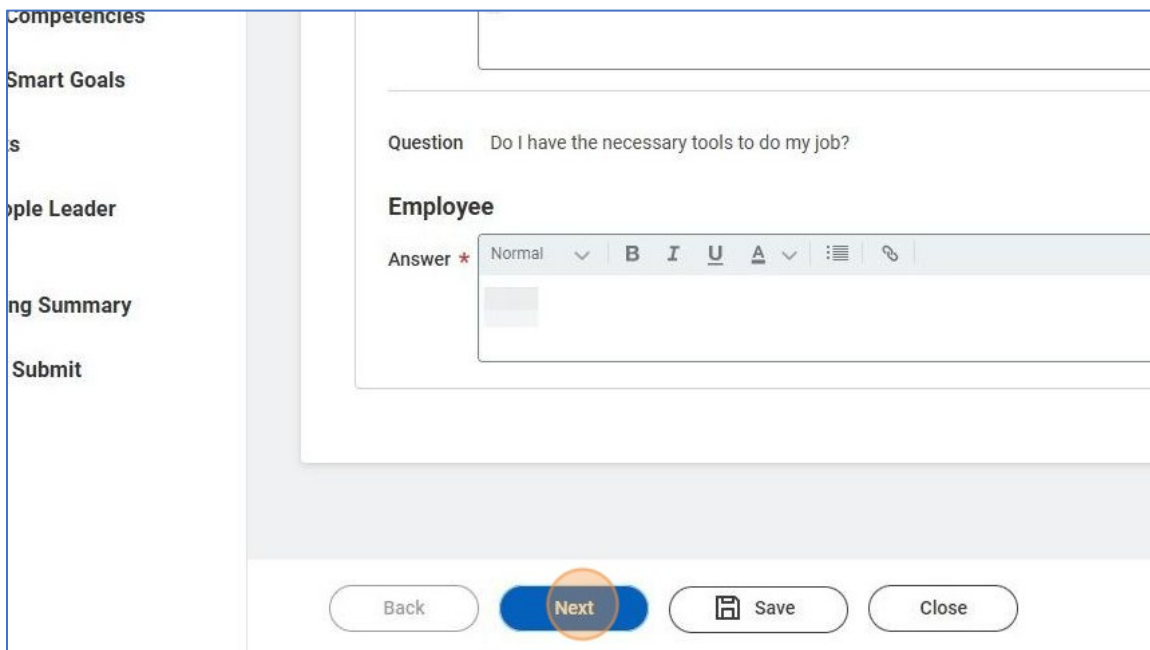 Competencies
Smart Goals
s
ople Leader
ng Summary
Submit
Question Do I have the necessary tools to do my job?
Employee
Answer *
Normal B I U A
Back Next Save Close